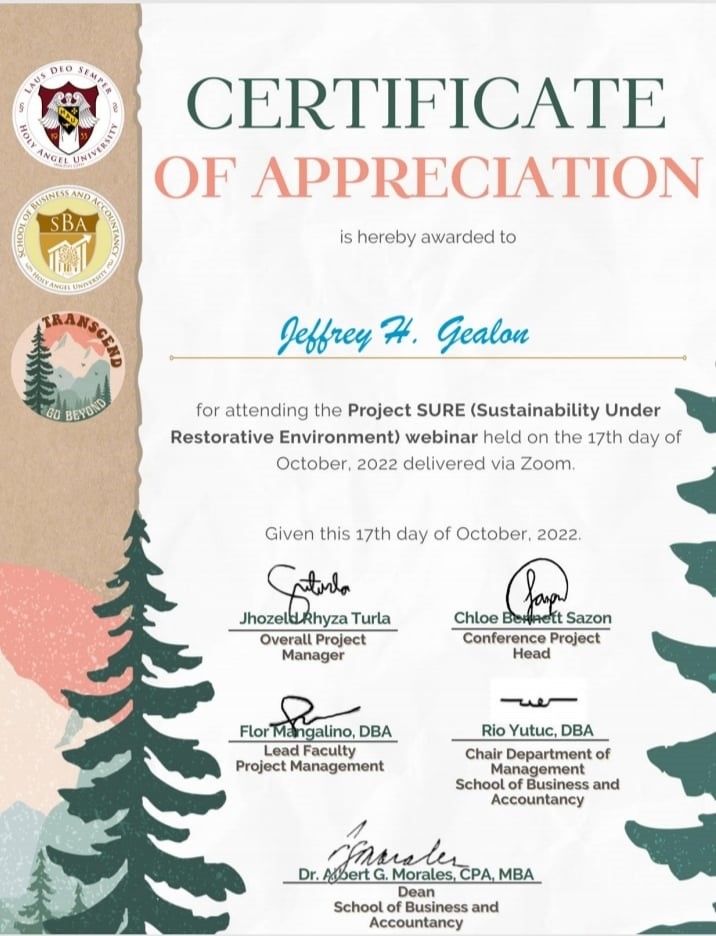 LAUS DEO SEMPER
HOLY ANGEL UNIVERSITY
19 33
SCHOOL OF BUSINESS AND ACCOUNTANCY
SBA
HOLY ANGEL UNIVERSITY
TRANSCEND
GO BEYOND
CERTIFICATE
OF APPRECIATION
is hereby awarded to
Jeffrey H. Gealon
for attending the Project SURE (Sustainability Under
Restorative Environment) webinar held on the 17th day of
October, 2022 delivered via Zoom.
Given this 17th day of October, 2022.
Jhozeld Rhyza Turla
Overall Project
Manager
Chloe Bennett Sazon
Conference Project
Head
Flor Mangalino, DBA
Lead Faculty
Project Management
Rio Yutuc, DBA
Chair Department of
Management
School of Business and
Accountancy
Dr. Albert G. Morales, CPA, MBA
Dean
School of Business and
Accountancy